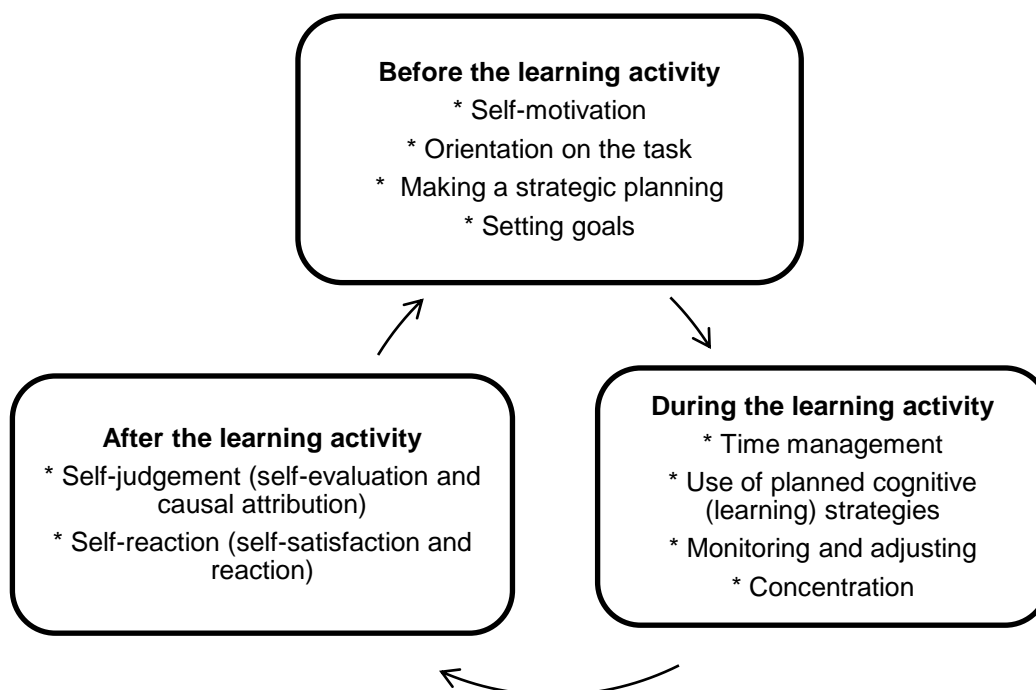 Before the learning activity
* Self-motivation
* Orientation on the task
* Making a strategic planning
* Setting goals
During the learning activity
* Time management
* Use of planned cognitive
(learning) strategies
* Monitoring and adjusting
* Concentration
After the learning activity
* Self-judgement (self-evaluation and
causal attribution)
* Self-reaction (self-satisfaction and
reaction)